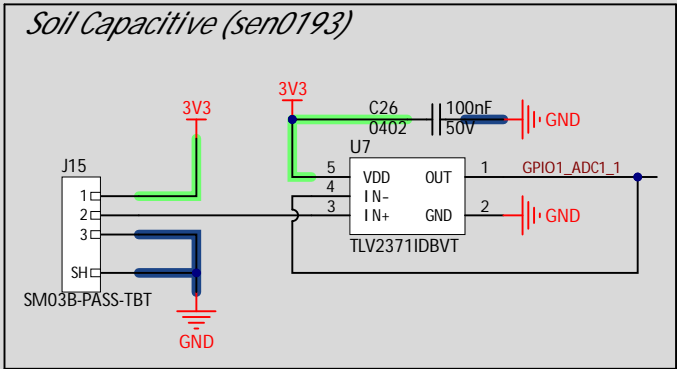 Soil Capacitive (sen0193)
3V3
3V3
C26
100nF
0402
50V
GND
U7
J15
5
VDD
OUT
1
GPIO1_ADC1_1
4
IN-
3
IN+
GND
2
GND
TLV2371IDBVT
1
2
3
SH
SM03B-PASS-TBT
GND